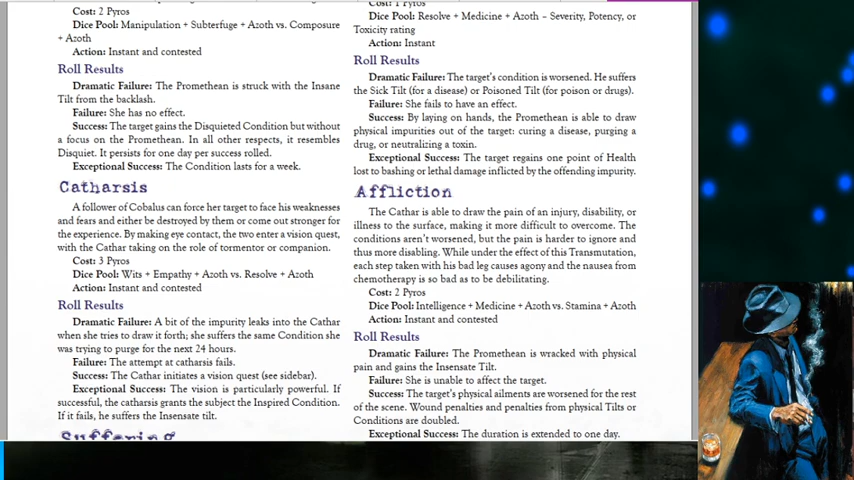 Cost: 2 Pyros
Dice Pool: Manipulation + Subterfuge + Azoth vs. Composure
+ Azoth
Action: Instant and contested
Roll Results
Dramatic Failure: The Promethean is struck with the Insane
Tilt from the backlash.
Failure: She has no effect.
Success: The target gains the Disquieted Condition but without
a focus on the Promethean. In all other respects, it resembles
Disquiet. It persists for one day per success rolled.
Exceptional Success: The Condition lasts for a week.
Catharsis
A follower of Cobalus can force her target to face his weaknesses
and fears and either be destroyed by them or come out stronger for
the experience. By making eye contact, the two enter a vision quest,
with the Cathar taking on the role of tormentor or companion.
Cost: 3 Pyros
Dice Pool: Wits + Empathy + Azoth vs. Resolve + Azoth
Action: Instant and contested
Roll Results
Dramatic Failure: A bit of the impurity leaks into the Cathar
when she tries to draw it forth; she suffers the same Condition she
was trying to purge for the next 24 hours.
Failure: The attempt at catharsis fails.
Success: The Cathar initiates a vision quest (see sidebar).
Exceptional Success: The vision is particularly powerful. If
successful, the catharsis grants the subject the Inspired Condition.
If it fails, he suffers the Insensate tilt.
Suffering
Cost: 1 Pyros
Dice Pool: Resolve + Medicine + Azoth – Severity, Potency, or
Toxicity rating
Action: Instant
Roll Results
Dramatic Failure: The target's condition is worsened. He suffers
the Sick Tilt (for a disease) or Poisoned Tilt (for poison or drugs).
Failure: She fails to have an effect.
Success: By laying on hands, the Promethean is able to draw
physical impurities out of the target: curing a disease, purging a
drug, or neutralizing a toxin.
Exceptional Success: The target regains one point of Health
lost to bashing or lethal damage inflicted by the offending impurity.
Affliction
The Cathar is able to draw the pain of an injury, disability, or
illness to the surface, making it more difficult to overcome. The
conditions aren't worsened, but the pain is harder to ignore and
thus more disabling. While under the effect of this Transmutation,
each step taken with his bad leg causes agony and the nausea from
chemotherapy is so bad as to be debilitating.
Cost: 2 Pyros
Dice Pool: Intelligence + Medicine + Azoth vs. Stamina + Azoth
Action: Instant and contested
Roll Results
Dramatic Failure: The Promethean is wracked with physical
pain and gains the Insensate Tilt.
Failure: She is unable to affect the target.
Success: The target's physical ailments are worsened for the rest
of the scene. Wound penalties and penalties from physical Tilts or
Conditions are doubled.
Exceptional Success: The duration is extended to one day.